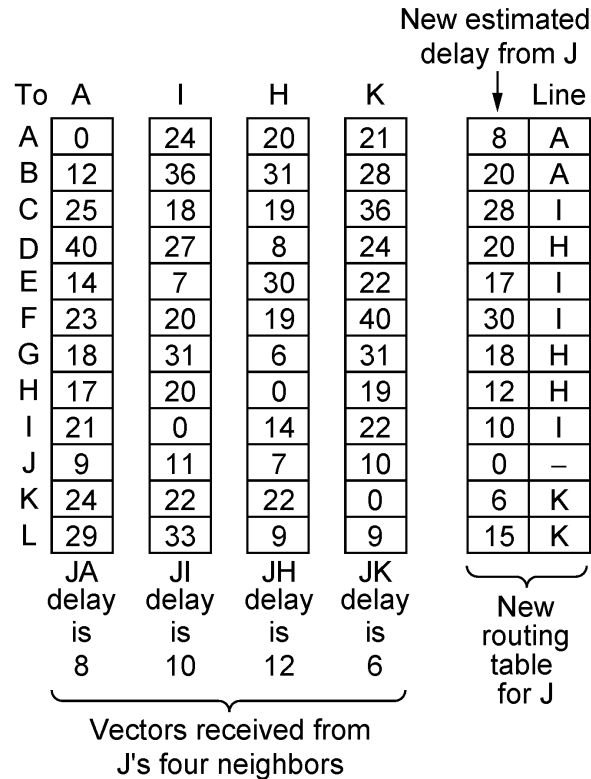 New estimated
delay from J
To A I H K Line
A 0 24 20 21 8 A
B 12 36 31 28 20 A
C 25 18 19 36 28 I
D 40 27 8 24 20 H
E 14 7 30 22 17 I
F 23 20 19 40 30 I
G 18 31 6 31 18 H
H 17 20 0 19 12 H
I 21 0 14 22 10 I
J 9 11 7 10 0 –
K 24 22 22 0 6 K
L 29 33 9 9 15 K
JA JI JH JK
delay delay delay delay
is is is is
8 10 12 6
New
routing
table
for J
Vectors received from
J's four neighbors